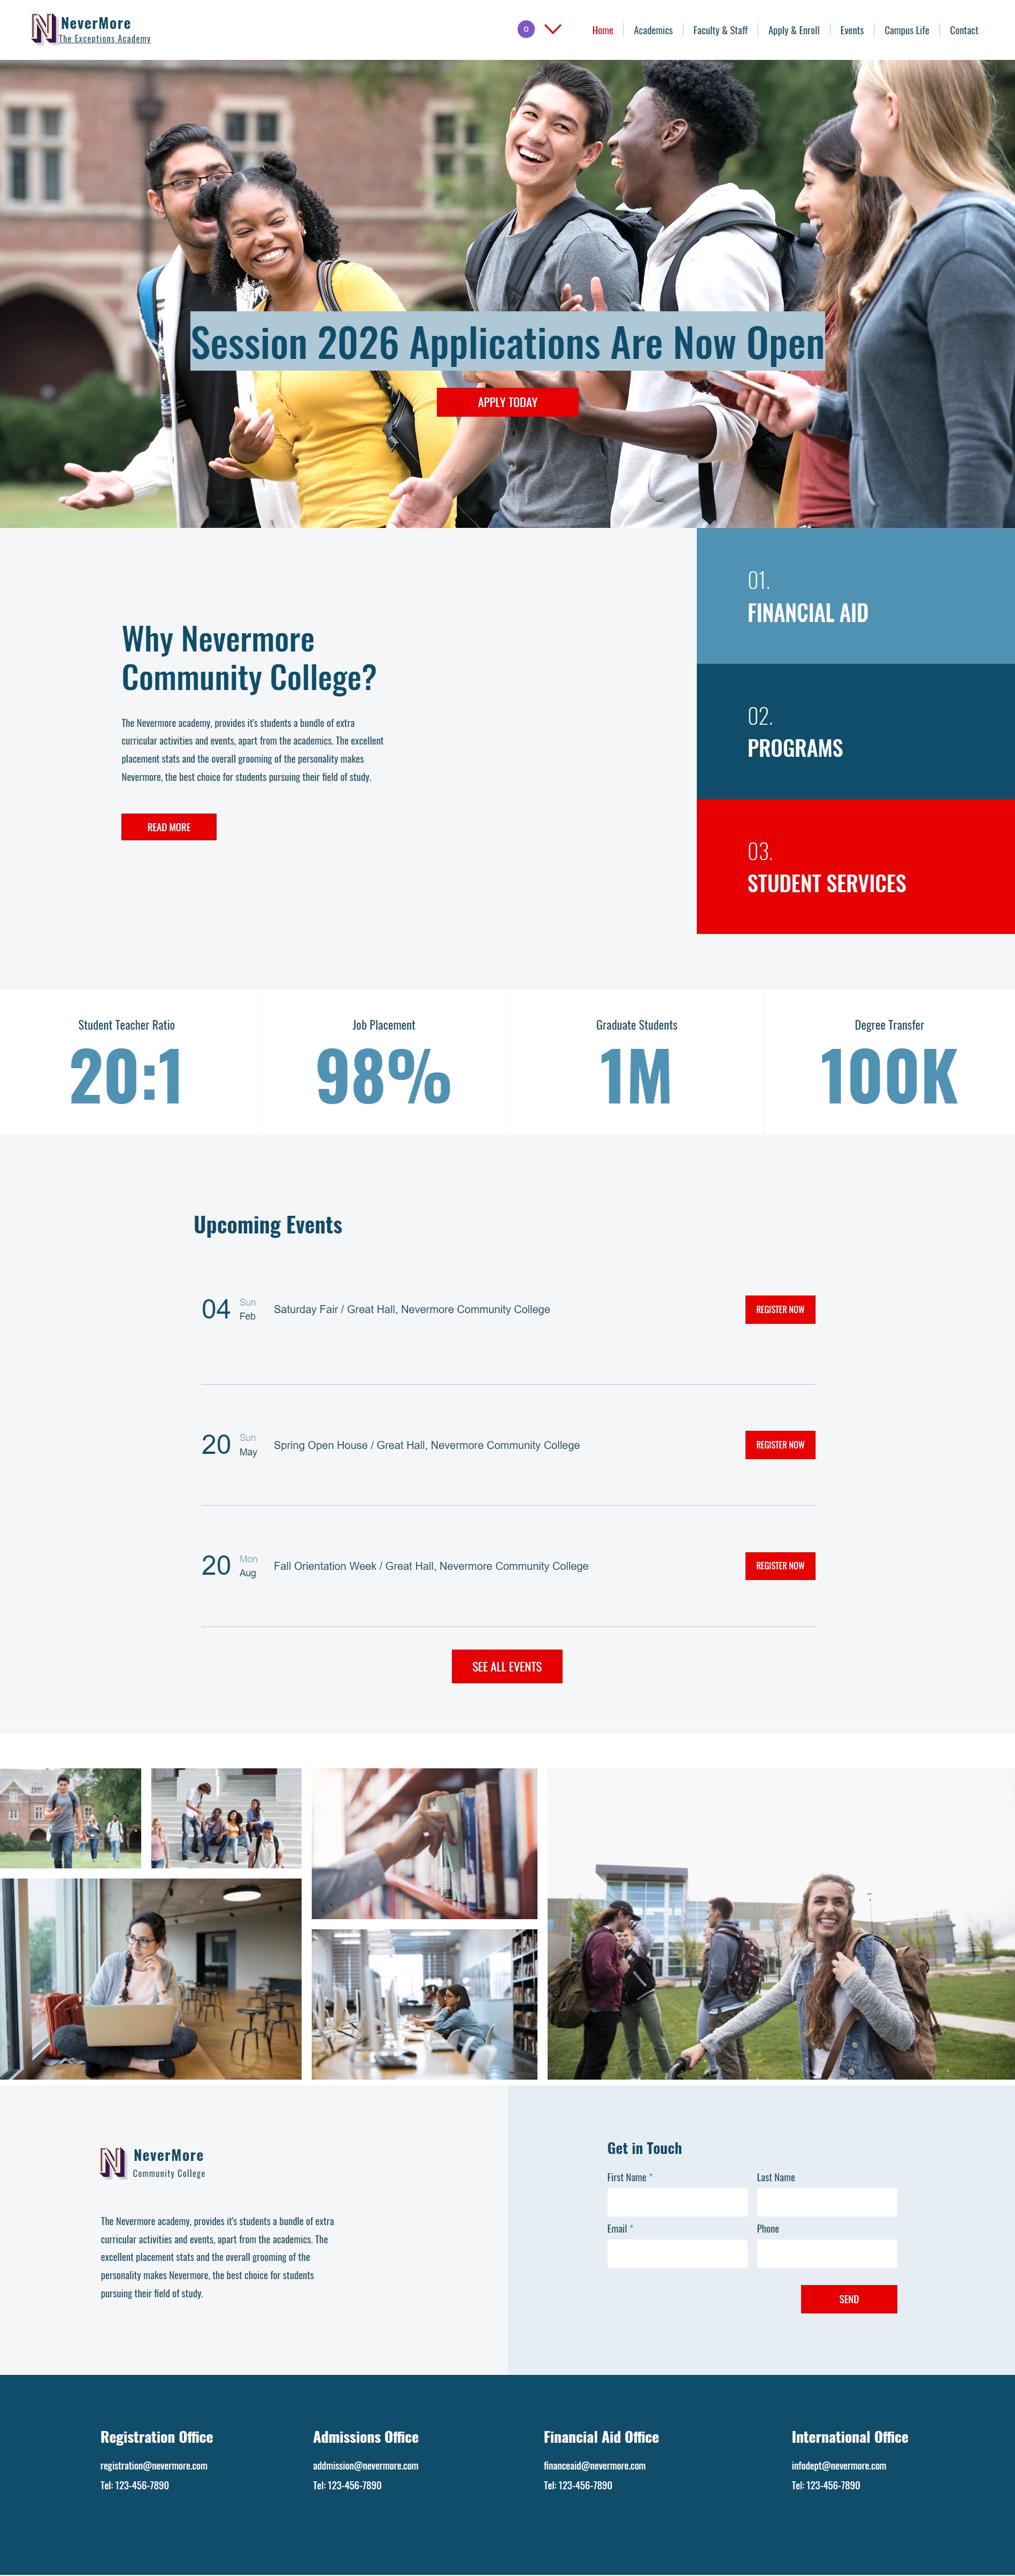 N NeverMore
The Exceptions Academy
0
Home Academics Faculty & Staff Apply & Enroll Events Campus Life Contact
Session 2026 Applications Are Now Open
APPLY TODAY
Why Nevermore
Community College?
The Nevermore academy, provides it's students a bundle of extra
curricular activities and events, apart from the academics. The excellent
placement stats and the overall grooming of the personality makes
Nevermore, the best choice for students pursuing their field of study.
READ MORE
01.
FINANCIAL AID
02.
PROGRAMS
03.
STUDENT SERVICES
Student Teacher Ratio
20:1
Job Placement
98%
Graduate Students
1M
Degree Transfer
100K
Upcoming Events
04 Sun Feb Saturday Fair / Great Hall, Nevermore Community College REGISTER NOW
20 Sun May Spring Open House / Great Hall, Nevermore Community College REGISTER NOW
20 Mon Aug Fall Orientation Week / Great Hall, Nevermore Community College REGISTER NOW
SEE ALL EVENTS
N NeverMore
Community College
The Nevermore academy, provides it's students a bundle of extra
curricular activities and events, apart from the academics. The
excellent placement stats and the overall grooming of the
personality makes Nevermore, the best choice for students
pursuing their field of study.
Get in Touch
First Name * Last Name
Email * Phone
SEND
Registration Office
registration@nevermore.com
Tel: 123-456-7890
Admissions Office
addmission@nevermore.com
Tel: 123-456-7890
Financial Aid Office
financeaid@nevermore.com
Tel: 123-456-7890
International Office
infodept@nevermore.com
Tel: 123-456-7890